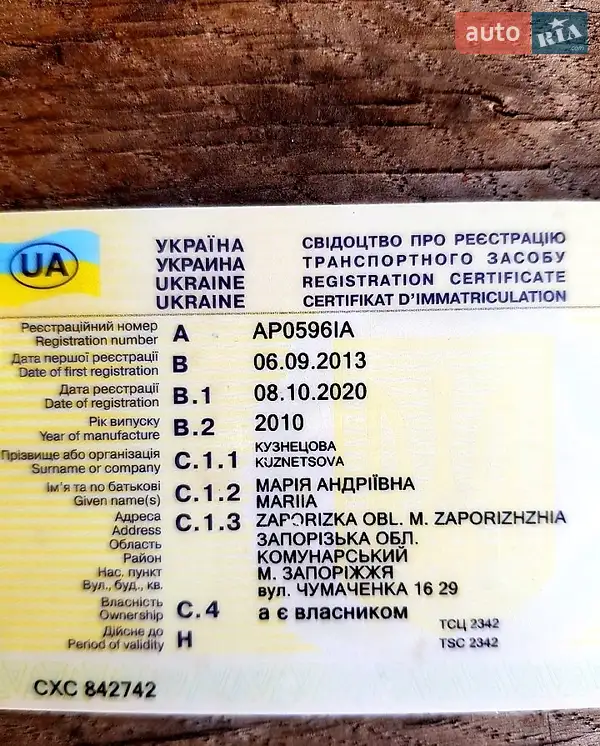 auto RIA.com
UA
УКРАЇНА
УКРАИНА
UKRAINE
UKRAINE
СВІДОЦТВО ПРО РЕЄСТРАЦІЮ
ТРАНСПОРТНОГО ЗАСОБУ
REGISTRATION CERTIFICATE
CERTIFIKAT D'IMMATRICULATION
Реєстраційний номер
Registration number
A
AP0596IA
Дата першої реєстрації
Date of first registration
B
06.09.2013
Дата реєстрації
Date of registration
B.1
08.10.2020
Рік випуску
Year of manufacture
B.2
2010
Прізвище або організація
Surname or company
C.1.1
КУЗНЕЦОВА
KUZNETSOVA
Ім'я та по батькові
Given name(s)
C.1.2
МАРІЯ АНДРІЇВНА
MARIIA
Адреса
Address
Область
Район
Нас. пункт
Вул., буд., кв.
C.1.3
ZAPORIZKA OBL. M. ZAPORIZHZHIA
ЗАПОРІЗЬКА ОБЛ.
КОМУНАРСЬКИЙ
М. ЗАПОРІЖЖЯ
вул. ЧУМАЧЕНКА 16 29
Власність
Ownership
C.4
а є власником
Дійсне до
Period of validity
H
ТСЦ 2342
TSC 2342
СХС 842742